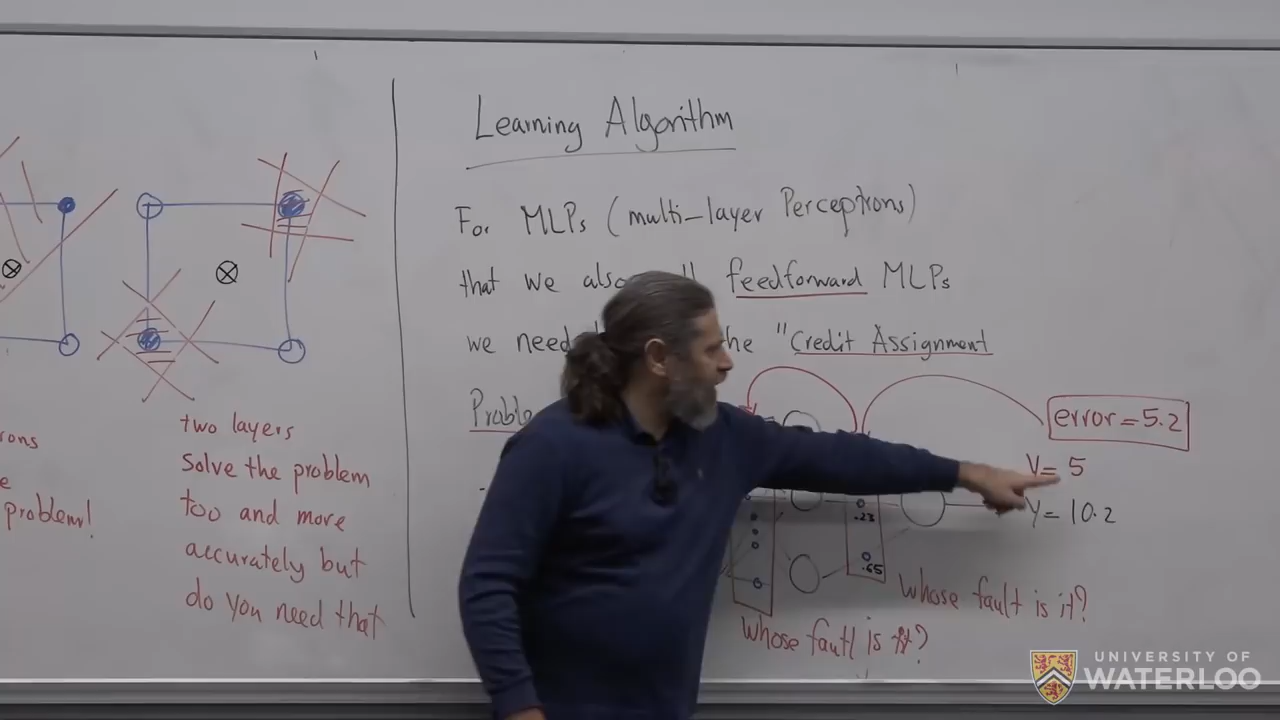 Learning Algorithm
For MLPs (multi-layer Perceptrons)
that we also feedforward MLPs
we need the "Credit Assignment
error=5.2
= 5
y= 10.2
.23
.65
Whose fault is it?
Whose fautl is it?
problem!
two layers
Solve the problem
too and more
accurately but
do you need that
UNIVERSITY OF
WATERLOO